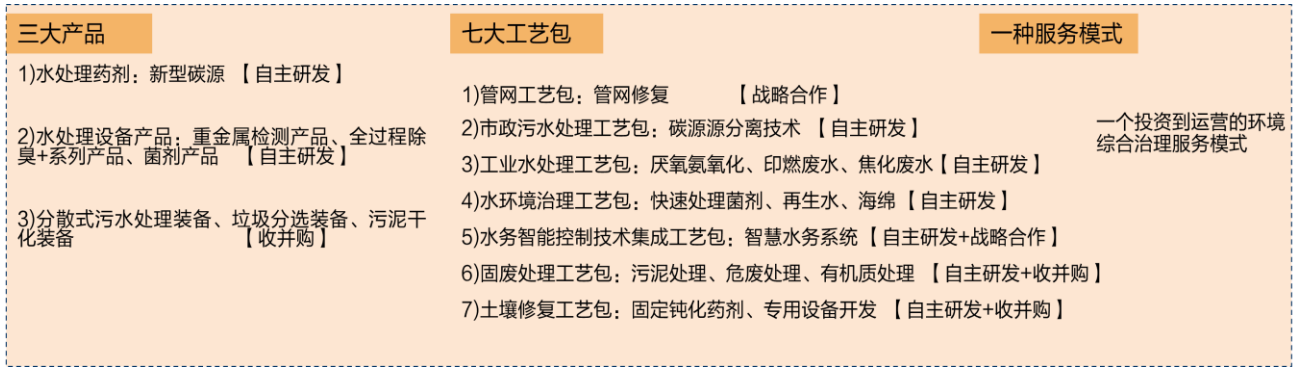 三大产品
1)水处理药剂：新型碳源 【自主研发】
2)水处理设备产品：重金属检测产品、全过程除
臭+系列产品、菌剂产品 【自主研发】
3)分散式污水处理装备、垃圾分选装备、污泥干
化装备 【收并购】
七大工艺包
1)管网工艺包：管网修复 【战略合作】
2)市政污水处理工艺包：碳源源分离技术 【自主研发】
3)工业水处理工艺包：厌氧氨氧化、印燃废水、焦化废水【自主研发】
4)水环境治理工艺包：快速处理菌剂、再生水、海绵【自主研发】
5)水务智能控制技术集成工艺包：智慧水务系统【自主研发+战略合作】
6)固废处理工艺包：污泥处理、危废处理、有机质处理 【自主研发+收并购】
7)土壤修复工艺包：固定钝化药剂、专用设备开发 【自主研发+收并购】
一种服务模式
一个投资到运营的环境
综合治理服务模式